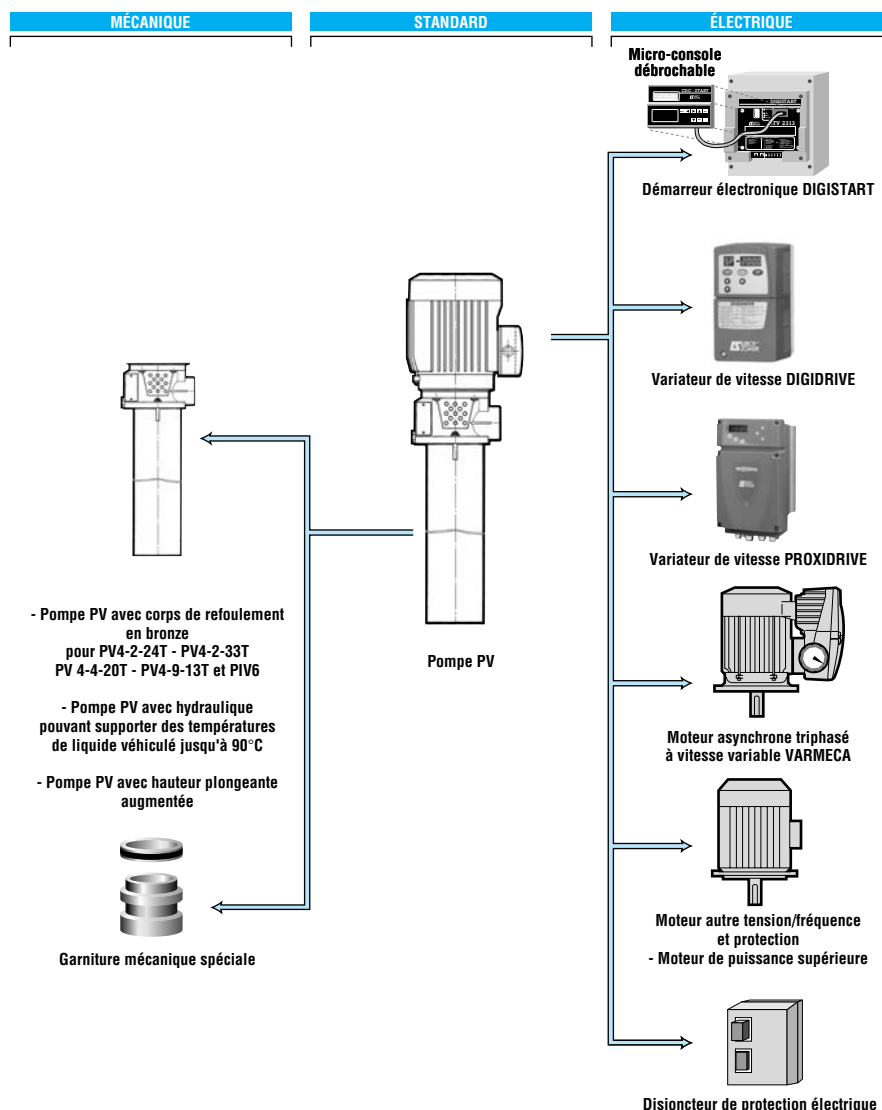 MÉCANIQUE
STANDARD
ÉLECTRIQUE
Micro-console
débrochable
CDC - START
DIGISTART
Démarreur électronique DIGISTART
DIGIDRIVE
Variateur de vitesse DIGIDRIVE
Variateur de vitesse PROXIDRIVE
- Pompe PV avec corps de refoulement
en bronze
pour PV4-2-24T - PV4-2-33T
PV 4-4-20T - PV4-9-13T et PIV6
- Pompe PV avec hydraulique
pouvant supporter des températures
de liquide véhiculé jusqu'à 90°C
- Pompe PV avec hauteur plongeante
augmentée
Pompe PV
Moteur asynchrone triphasé
à vitesse variable VARMECA
Garniture mécanique spéciale
Moteur autre tension/fréquence
et protection
- Moteur de puissance supérieure
Disjoncteur de protection électrique